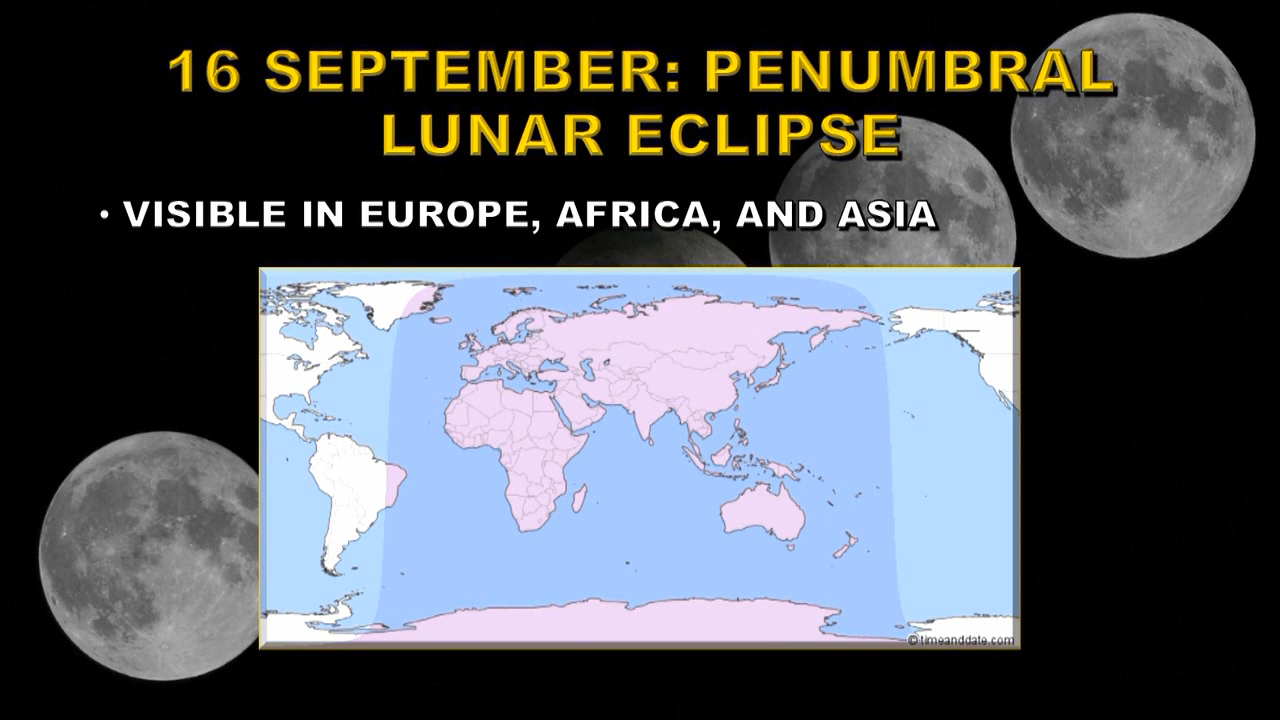 16 SEPTEMBER: PENUMBRAL
LUNAR ECLIPSE
• VISIBLE IN EUROPE, AFRICA, AND ASIA
© timeanddate.com